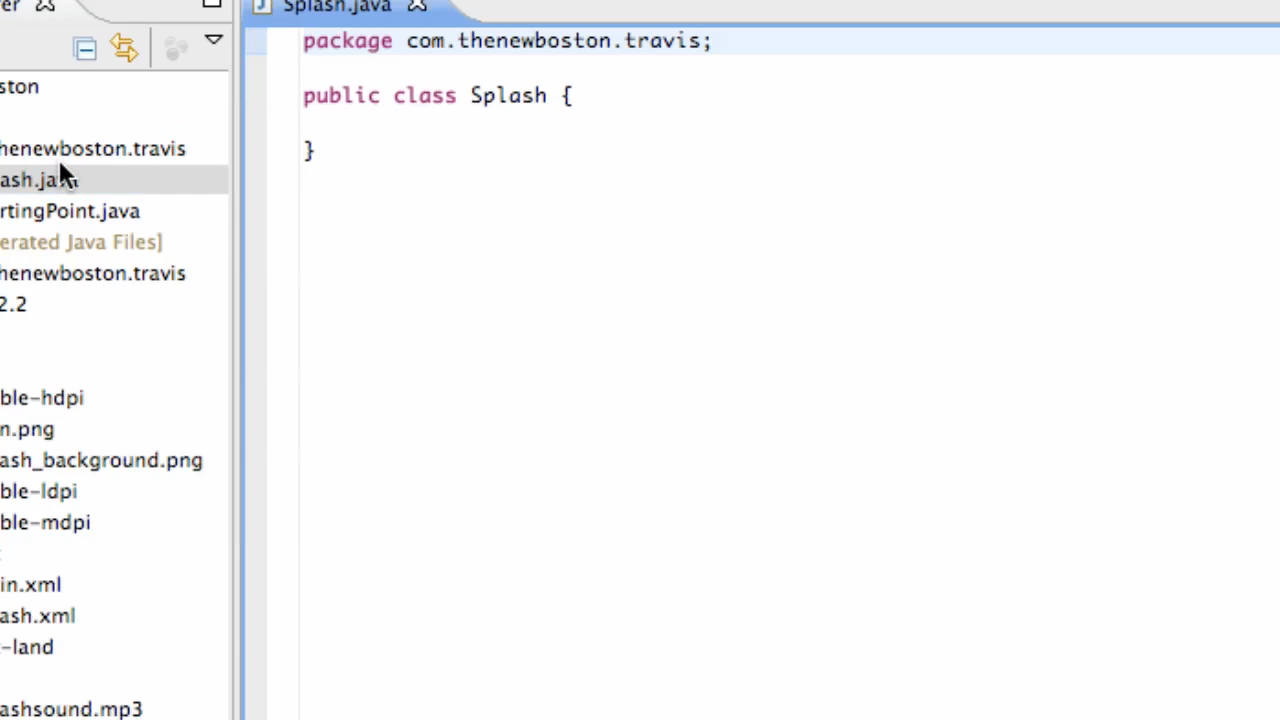 er
Splash.java
ston
henewboston.travis
ash.java
rtingPoint.java
erated Java Files]
henewboston.travis
2.2
ble-hdpi
n.png
ash_background.png
ble-ldpi
ble-mdpi
in.xml
ash.xml
-land
ashsound.mp3
package com.thenewboston.travis;
public class Splash {
}